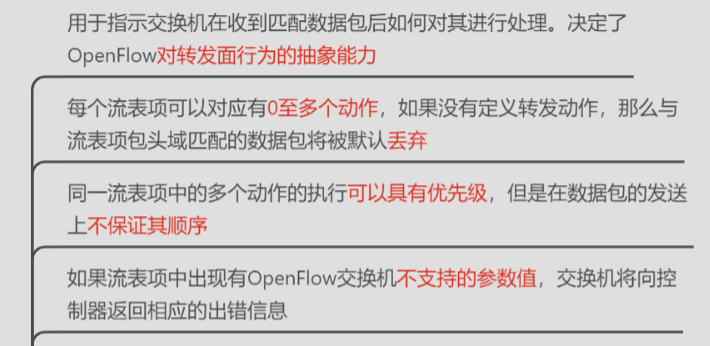 用于指示交换机在收到匹配数据包后如何对其进行处理。决定了
OpenFlow对转发面行为的抽象能力
每个流表项可以对应有0至多个动作，如果没有定义转发动作，那么与
流表项包头域匹配的数据包将被默认丢弃
同一流表项中的多个动作的执行可以具有优先级，但是在数据包的发送
上不保证其顺序
如果流表项中出现有OpenFlow交换机不支持的参数值，交换机将向控
制器返回相应的出错信息